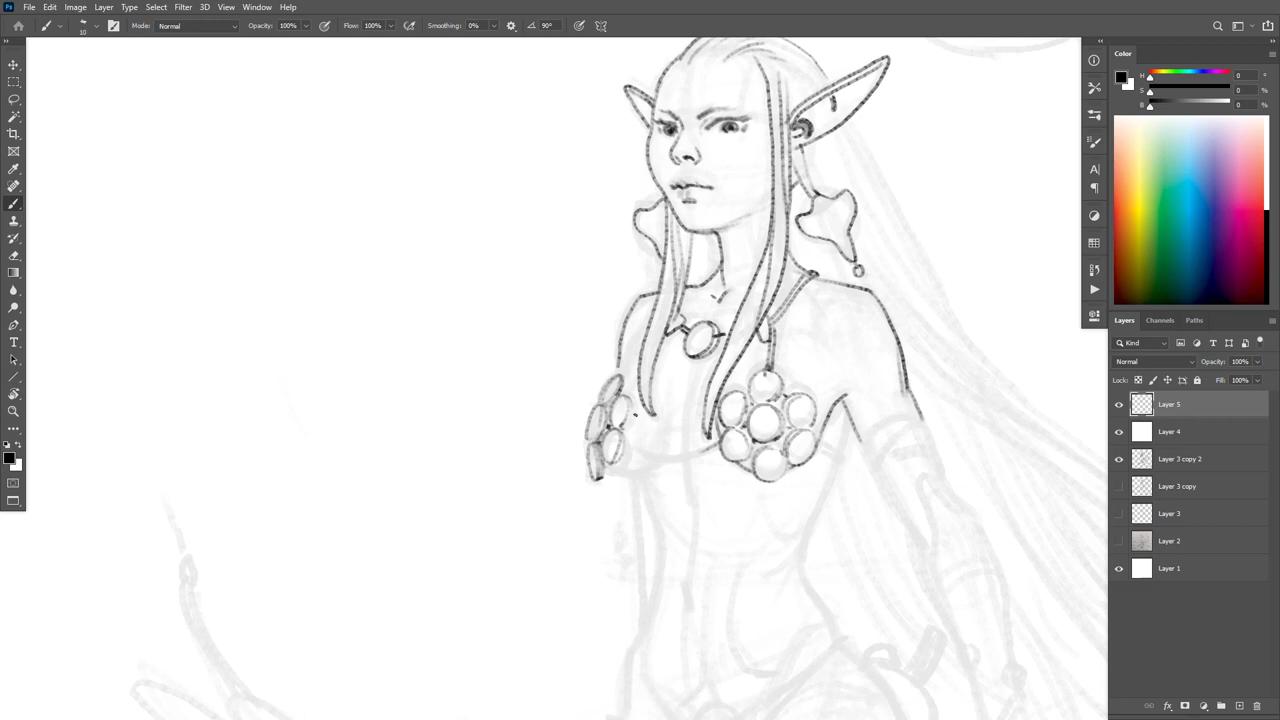 Ps File Edit Image Layer Type Select Filter 3D View Window Help
10 Mode: Normal Opacity: 100% Flow: 100% Smoothing: 0% 90°
Color
H 0 °
S 0 %
B 0 %
Layers Channels Paths
Kind
Normal Opacity: 100%
Lock: Fill: 100%
Layer 5
Layer 4
Layer 3 copy 2
Layer 3 copy
Layer 3
Layer 2
Layer 1